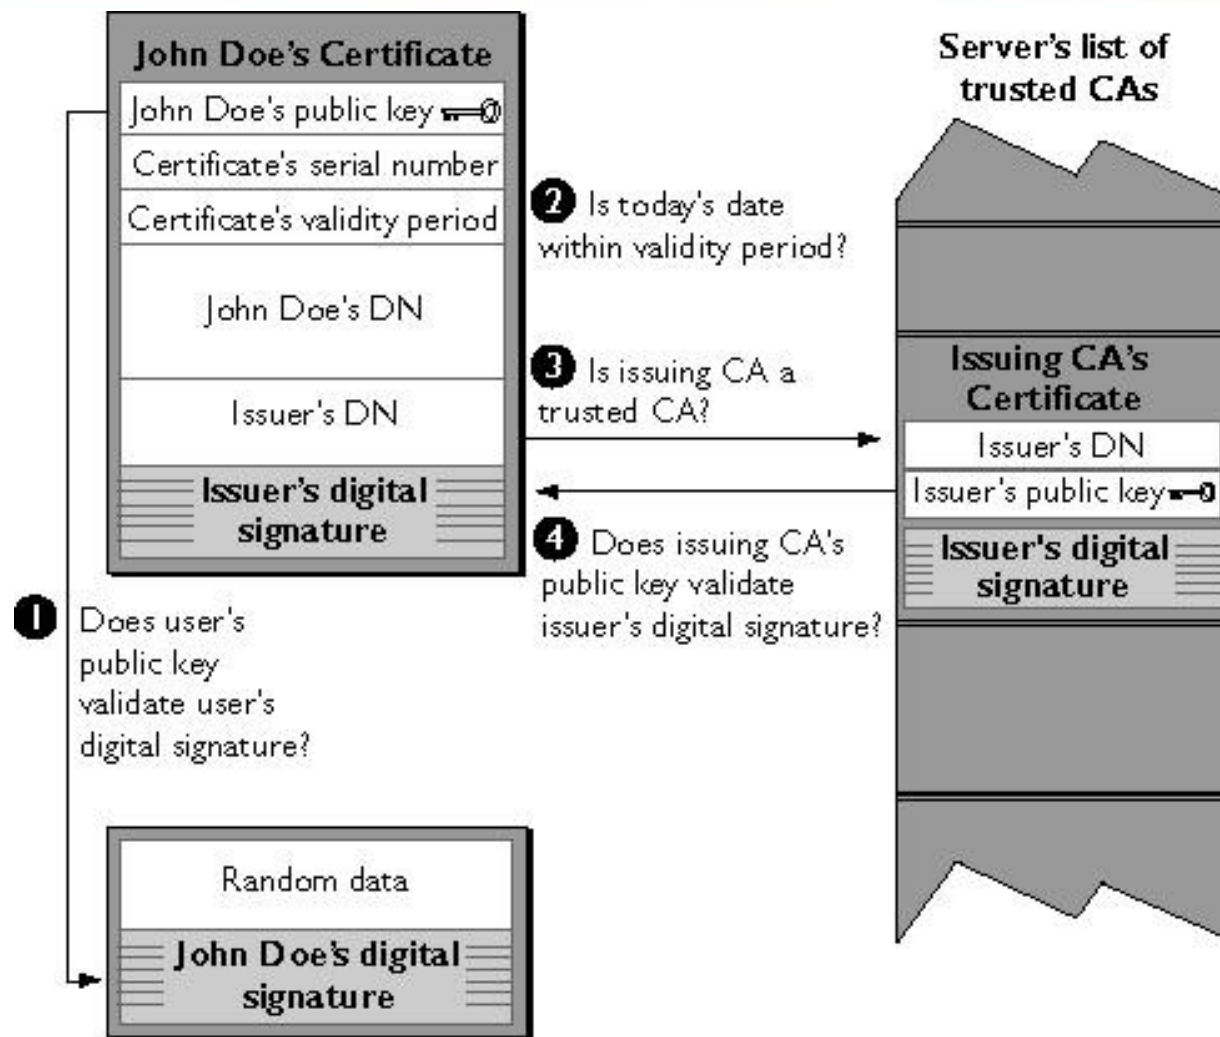 John Doe's Certificate
John Doe's public key
Certificate's serial number
Certificate's validity period
John Doe's DN
Issuer's DN
Issuer's digital
signature
1 Does user's
public key
validate user's
digital signature?
Random data
John Doe's digital
signature
2 Is today's date
within validity period?
3 Is issuing CA a
trusted CA?
4 Does issuing CA's
public key validate
issuer's digital signature?
Server's list of
trusted CAs
Issuing CA's
Certificate
Issuer's DN
Issuer's public key
Issuer's digital
signature